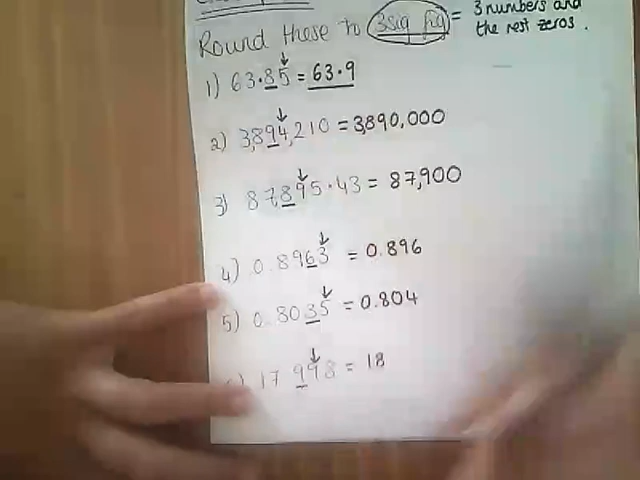 Round these to 3 sig fig = 3 numbers and
the rest zeros.
1) 63.85 = 63.9
2) 3,894,210 = 3,890,000
3) 87,895.43 = 87,900
4) 0.8963 = 0.896
5) 0.8035 = 0.804
17 998 = 18